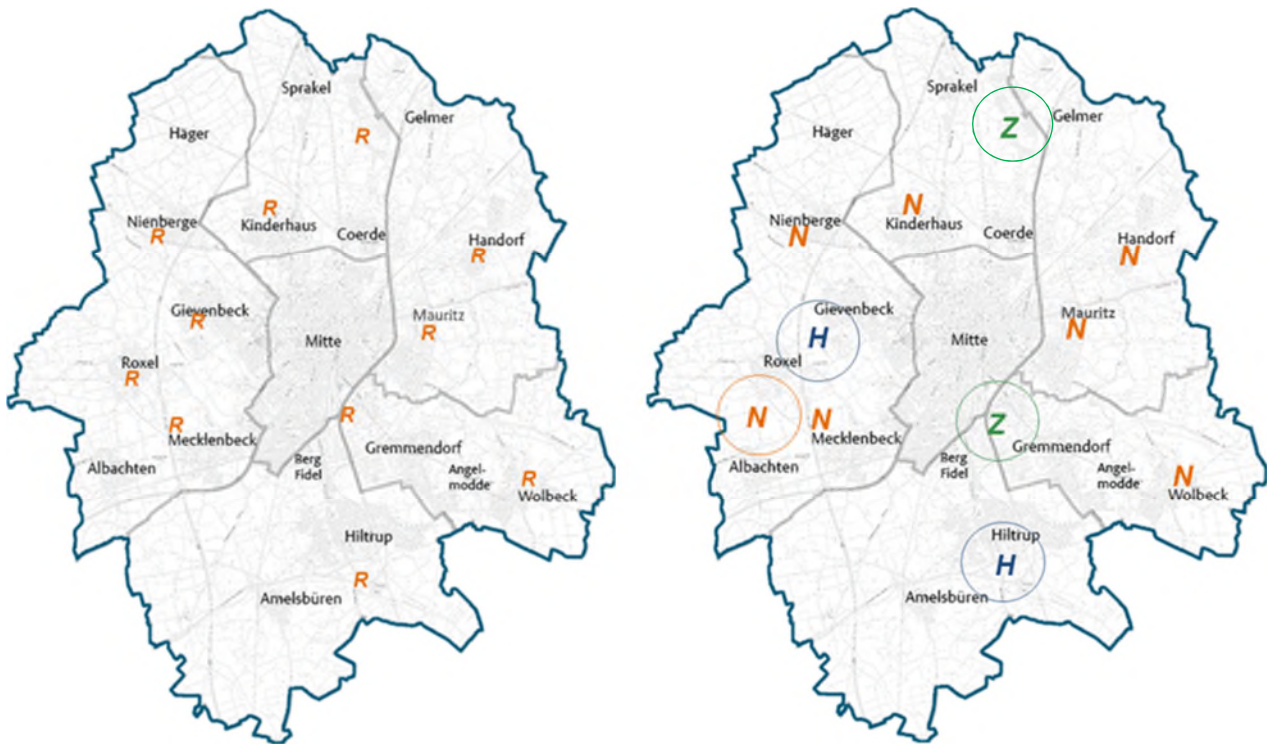 Sprakel
Gelmer
R
Häger
R
Nienberge
Kinderhaus
Coerde
R
Handorf
R
Gievenbeck
R
Mauritz
R
Mitte
Roxel
R
R
R
Mecklenbeck
Gremmendorf
Albachten
Berg
Fidel
Angel-
modde
R
Wolbeck
Hiltrup
R
Amelsbüren
Sprakel
Gelmer
Z
Häger
N
Nienberge
Kinderhaus
N
Coerde
Handorf
N
Gievenbeck
H
Mauritz
N
Mitte
Roxel
N
N
Z
Mecklenbeck
Gremmendorf
Albachten
Berg
Fidel
Angel-
modde
N
Wolbeck
Hiltrup
H
Amelsbüren